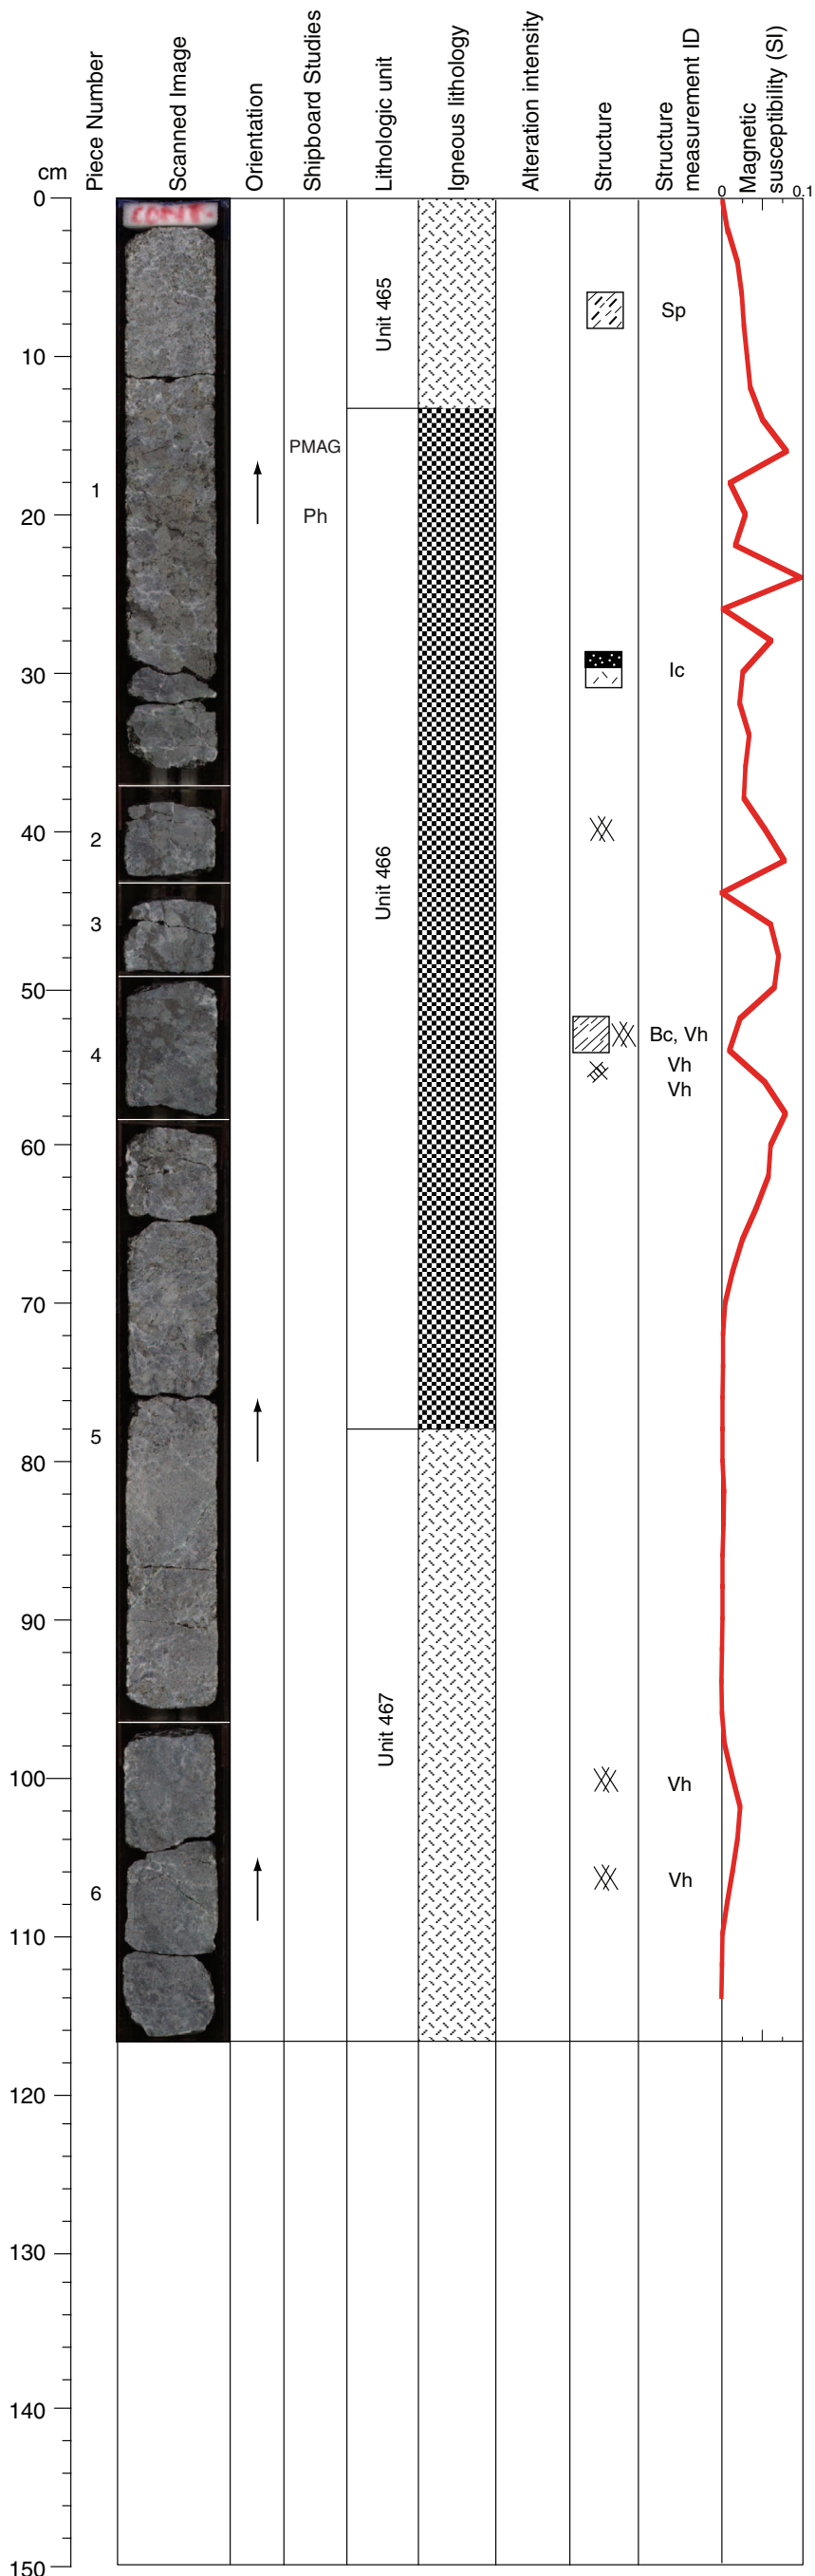 cm
Piece Number
Scanned Image
Orientation
Shipboard Studies
Lithologic unit
Igneous lithology
Alteration intensity
Structure
Structure
measurement ID
Magnetic
susceptibility (SI)
0 0.1
0
CONT.
Unit 465
Sp
10
PMAG
1
Ph
20
30
Ic
40
2
Unit 466
3
50
Bc, Vh
4
Vh
Vh
60
70
5
80
90
Unit 467
100
Vh
Vh
6
110
120
130
140
150